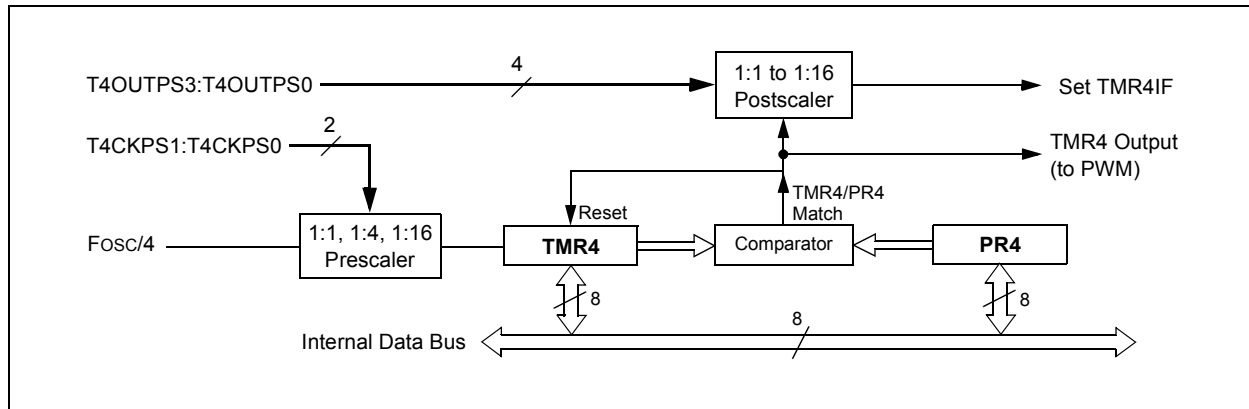 T4OUTPS3:T4OUTPS0
4
1:1 to 1:16
Postscaler
Set TMR4IF
T4CKPS1:T4CKPS0
2
TMR4 Output
(to PWM)
TMR4/PR4
Match
Reset
FOSC/4
1:1, 1:4, 1:16
Prescaler
TMR4
Comparator
PR4
8
8
Internal Data Bus
8